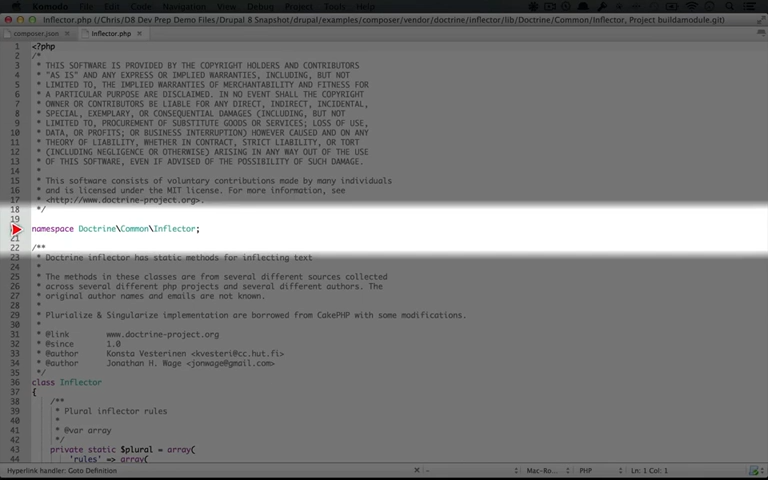 Komodo File Edit Code Navigation View Debug Project Tools Help
Inflector.php (/Chris/D8 Dev Prep Demo Files/Drupal 8 Snapshot/drupal/examples/composer/vendor/doctrine/inflector/lib/Doctrine/Common/Inflector, Project buildamodule.git)
composer.json Inflector.php
1 <?php
2 /*
3 * THIS SOFTWARE IS PROVIDED BY THE COPYRIGHT HOLDERS AND CONTRIBUTORS
4 * "AS IS" AND ANY EXPRESS OR IMPLIED WARRANTIES, INCLUDING, BUT NOT
5 * LIMITED TO, THE IMPLIED WARRANTIES OF MERCHANTABILITY AND FITNESS FOR
6 * A PARTICULAR PURPOSE ARE DISCLAIMED. IN NO EVENT SHALL THE COPYRIGHT
7 * OWNER OR CONTRIBUTORS BE LIABLE FOR ANY DIRECT, INDIRECT, INCIDENTAL,
8 * SPECIAL, EXEMPLARY, OR CONSEQUENTIAL DAMAGES (INCLUDING, BUT NOT
9 * LIMITED TO, PROCUREMENT OF SUBSTITUTE GOODS OR SERVICES; LOSS OF USE,
10 * DATA, OR PROFITS; OR BUSINESS INTERRUPTION) HOWEVER CAUSED AND ON ANY
11 * THEORY OF LIABILITY, WHETHER IN CONTRACT, STRICT LIABILITY, OR TORT
12 * (INCLUDING NEGLIGENCE OR OTHERWISE) ARISING IN ANY WAY OUT OF THE USE
13 * OF THIS SOFTWARE, EVEN IF ADVISED OF THE POSSIBILITY OF SUCH DAMAGE.
14 *
15 * This software consists of voluntary contributions made by many individuals
16 * and is licensed under the MIT license. For more information, see
17 * <http://www.doctrine-project.org>.
18 */
19
namespace Doctrine\Common\Inflector;
21
22 /**
23 * Doctrine inflector has static methods for inflecting text
24 *
25 * The methods in these classes are from several different sources collected
26 * across several different php projects and several different authors. The
27 * original author names and emails are not known.
28 *
29 * Plurialize & Singularize implementation are borrowed from CakePHP with some modifications.
30 *
31 * @link www.doctrine-project.org
32 * @since 1.0
33 * @author Konsta Vesterinen <kvesteri@cc.hut.fi>
34 * @author Jonathan H. Wage <jonwage@gmail.com>
35 */
36 class Inflector
37 {
38 /**
39 * Plural inflector rules
40 *
41 * @var array
42 */
43 private static $plural = array(
44 'rules' => array(
Hyperlink handler: Goto Definition Mac-Ro... PHP Ln: 1 Col: 1